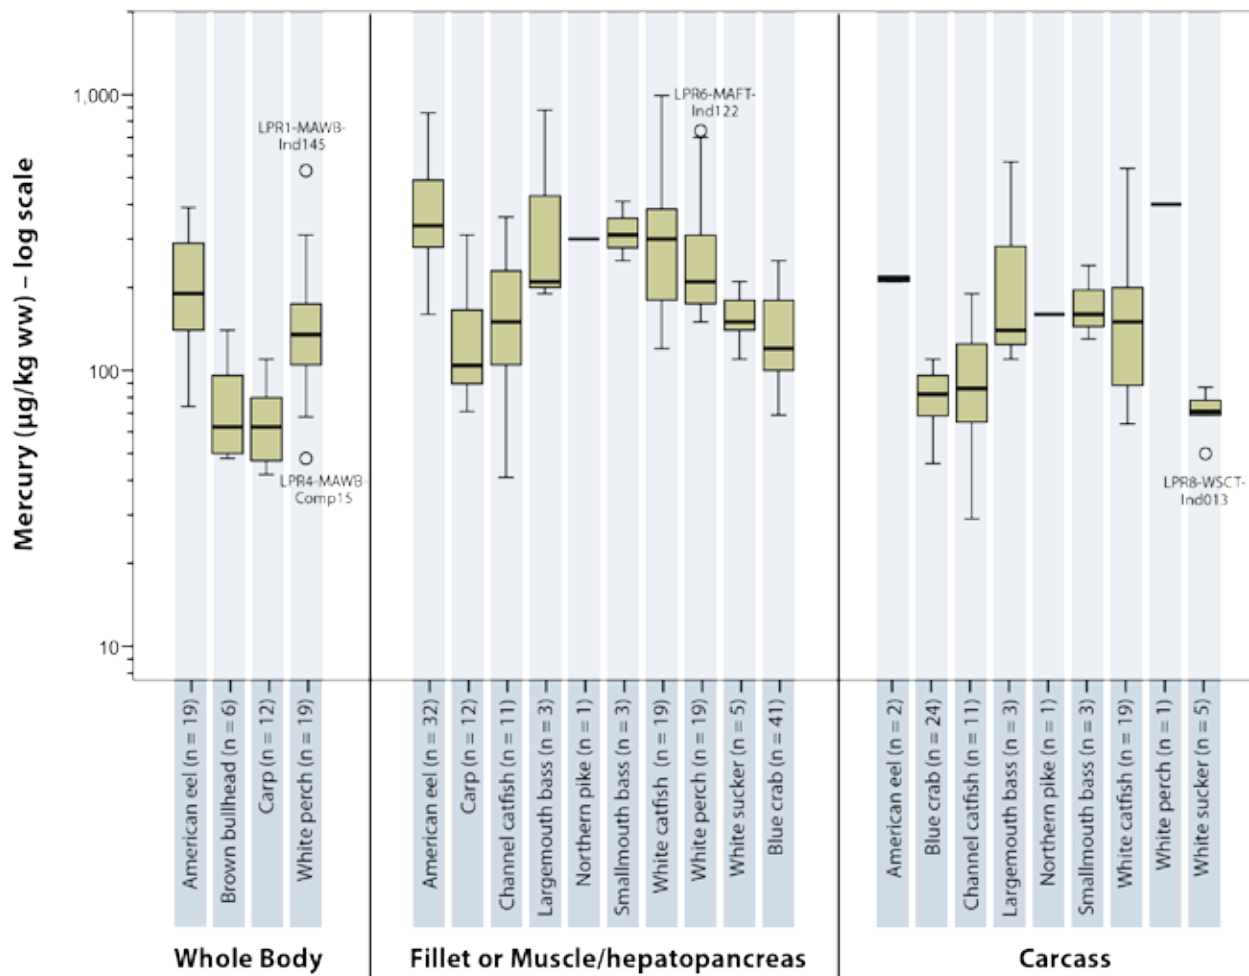 Mercury (µg/kg ww) – log scale
1,000
100
10
LPR1-MAWB-
Ind145
LPR4-MAWB-
Comp15
LPR6-MAFT-
Ind122
LPR8-WSCT-
Ind013
American eel (n = 19)
Brown bullhead (n = 6)
Carp (n = 12)
White perch (n = 19)
American eel (n = 32)
Carp (n = 12)
Channel catfish (n = 11)
Largemouth bass (n = 3)
Northern pike (n = 1)
Smallmouth bass (n = 3)
White catfish (n = 19)
White perch (n = 19)
White sucker (n = 5)
Blue crab (n = 41)
American eel (n = 2)
Blue crab (n = 24)
Channel catfish (n = 11)
Largemouth bass (n = 3)
Northern pike (n = 1)
Smallmouth bass (n = 3)
White catfish (n = 19)
White perch (n = 1)
White sucker (n = 5)
Whole Body
Fillet or Muscle/hepatopancreas
Carcass